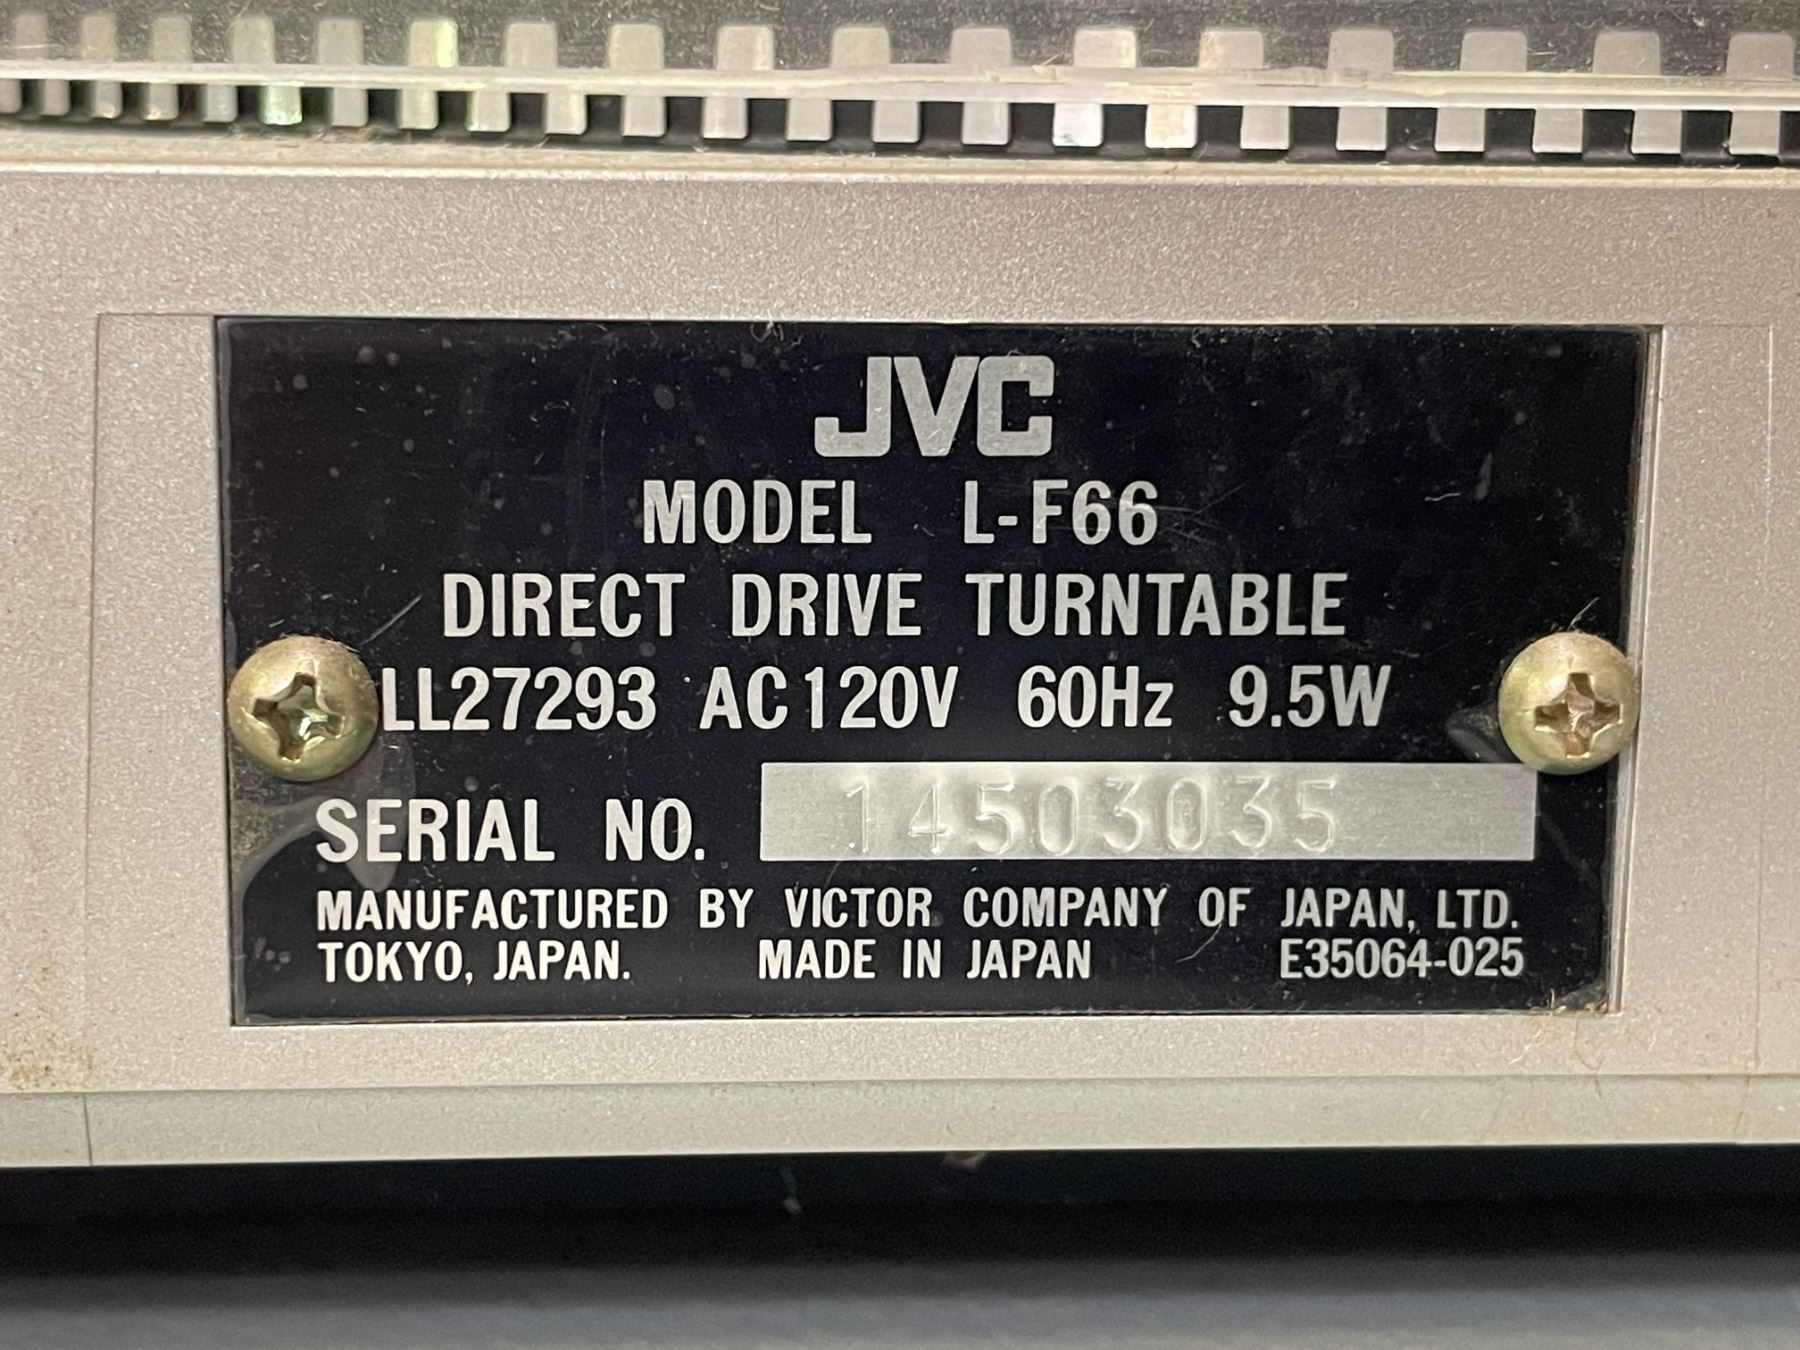 JVC
MODEL L-F66
DIRECT DRIVE TURNTABLE
LL27293 AC120V 60Hz 9.5W
SERIAL NO. 14503035
MANUFACTURED BY VICTOR COMPANY OF JAPAN, LTD.
TOKYO, JAPAN. MADE IN JAPAN E35064-025